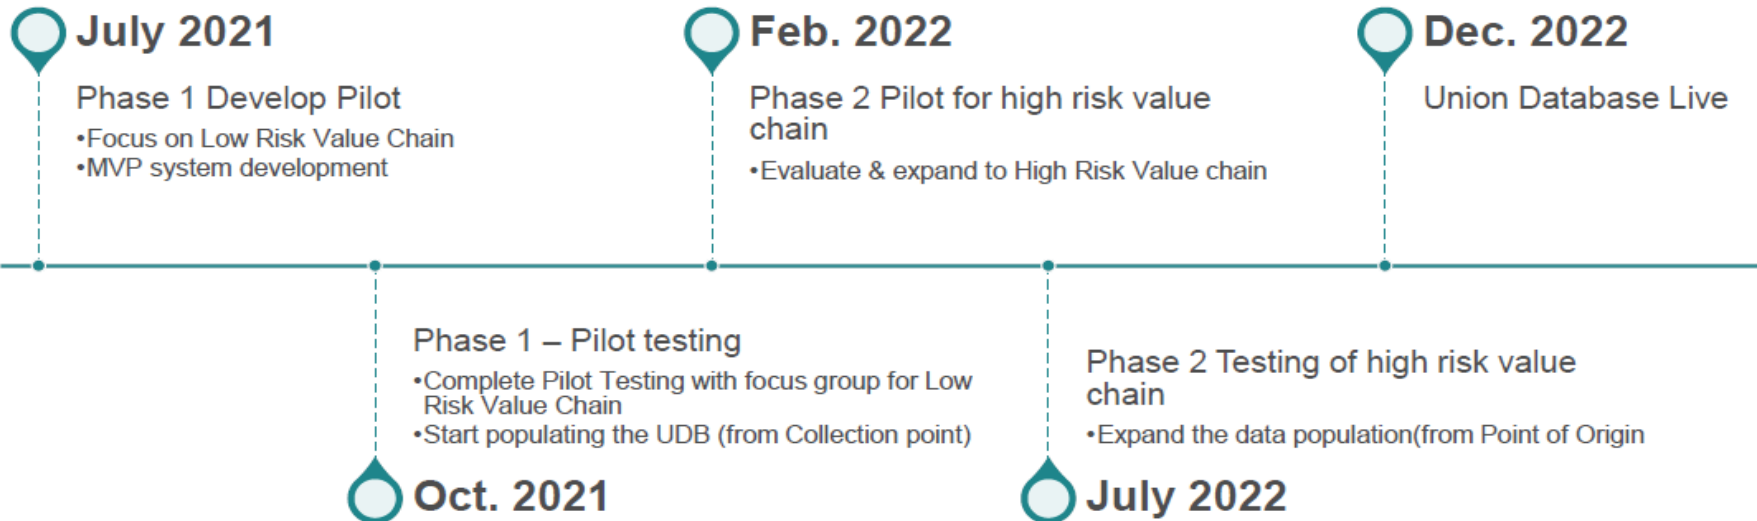 July 2021
Phase 1 Develop Pilot
•Focus on Low Risk Value Chain
•MVP system development
Feb. 2022
Phase 2 Pilot for high risk value
chain
•Evaluate & expand to High Risk Value chain
Dec. 2022
Union Database Live
Phase 1 – Pilot testing
•Complete Pilot Testing with focus group for Low
Risk Value Chain
•Start populating the UDB (from Collection point)
Oct. 2021
Phase 2 Testing of high risk value
chain
•Expand the data population(from Point of Origin
July 2022